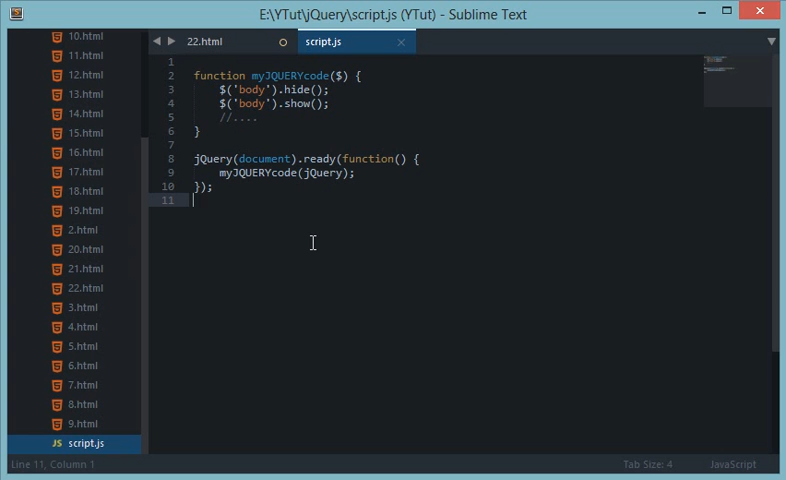 E:\YTut\jQuery\script.js (YTut) - Sublime Text
10.html
11.html
12.html
13.html
14.html
15.html
16.html
17.html
18.html
19.html
2.html
20.html
21.html
22.html
3.html
4.html
5.html
6.html
7.html
8.html
9.html
JS script.js
22.html
script.js
1
2 function myJQUERYcode($) {
3 $('body').hide();
4 $('body').show();
5 //....
6 }
7
8 jQuery(document).ready(function() {
9 myJQUERYcode(jQuery);
10 });
11
Line 11, Column 1
Tab Size: 4
JavaScript